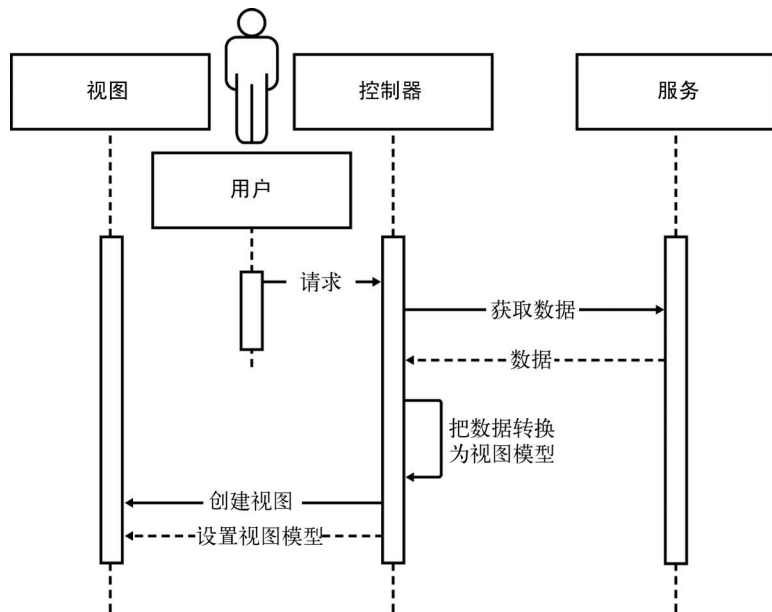 视图
控制器
服务
用户
请求
获取数据
数据
把数据转换
为视图模型
创建视图
设置视图模型